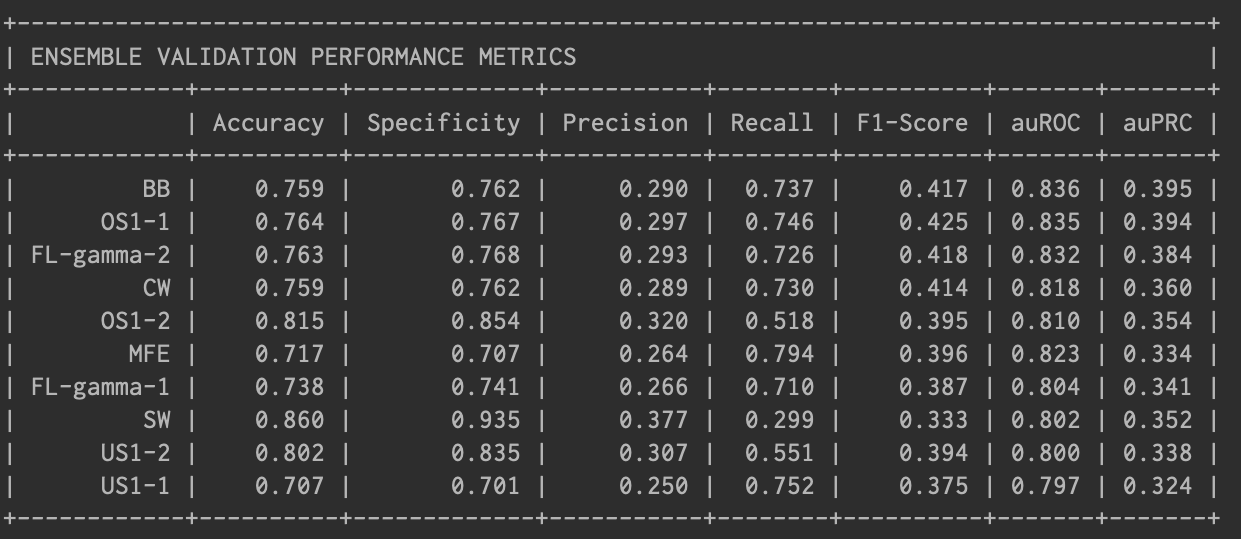 +-------------------------------------------------------------------------------------+
| ENSEMBLE VALIDATION PERFORMANCE METRICS                                             |
+------------+----------+-------------+-----------+--------+----------+-------+-------+
|            | Accuracy | Specificity | Precision | Recall | F1-Score | auROC | auPRC |
+------------+----------+-------------+-----------+--------+----------+-------+-------+
|         BB |    0.759 |       0.762 |     0.290 |  0.737 |    0.417 | 0.836 | 0.395 |
|      OS1-1 |    0.764 |       0.767 |     0.297 |  0.746 |    0.425 | 0.835 | 0.394 |
| FL-gamma-2 |    0.763 |       0.768 |     0.293 |  0.726 |    0.418 | 0.832 | 0.384 |
|         CW |    0.759 |       0.762 |     0.289 |  0.730 |    0.414 | 0.818 | 0.360 |
|      OS1-2 |    0.815 |       0.854 |     0.320 |  0.518 |    0.395 | 0.810 | 0.354 |
|        MFE |    0.717 |       0.707 |     0.264 |  0.794 |    0.396 | 0.823 | 0.334 |
| FL-gamma-1 |    0.738 |       0.741 |     0.266 |  0.710 |    0.387 | 0.804 | 0.341 |
|         SW |    0.860 |       0.935 |     0.377 |  0.299 |    0.333 | 0.802 | 0.352 |
|      US1-2 |    0.802 |       0.835 |     0.307 |  0.551 |    0.394 | 0.800 | 0.338 |
|      US1-1 |    0.707 |       0.701 |     0.250 |  0.752 |    0.375 | 0.797 | 0.324 |
+------------+----------+-------------+-----------+--------+----------+-------+-------+